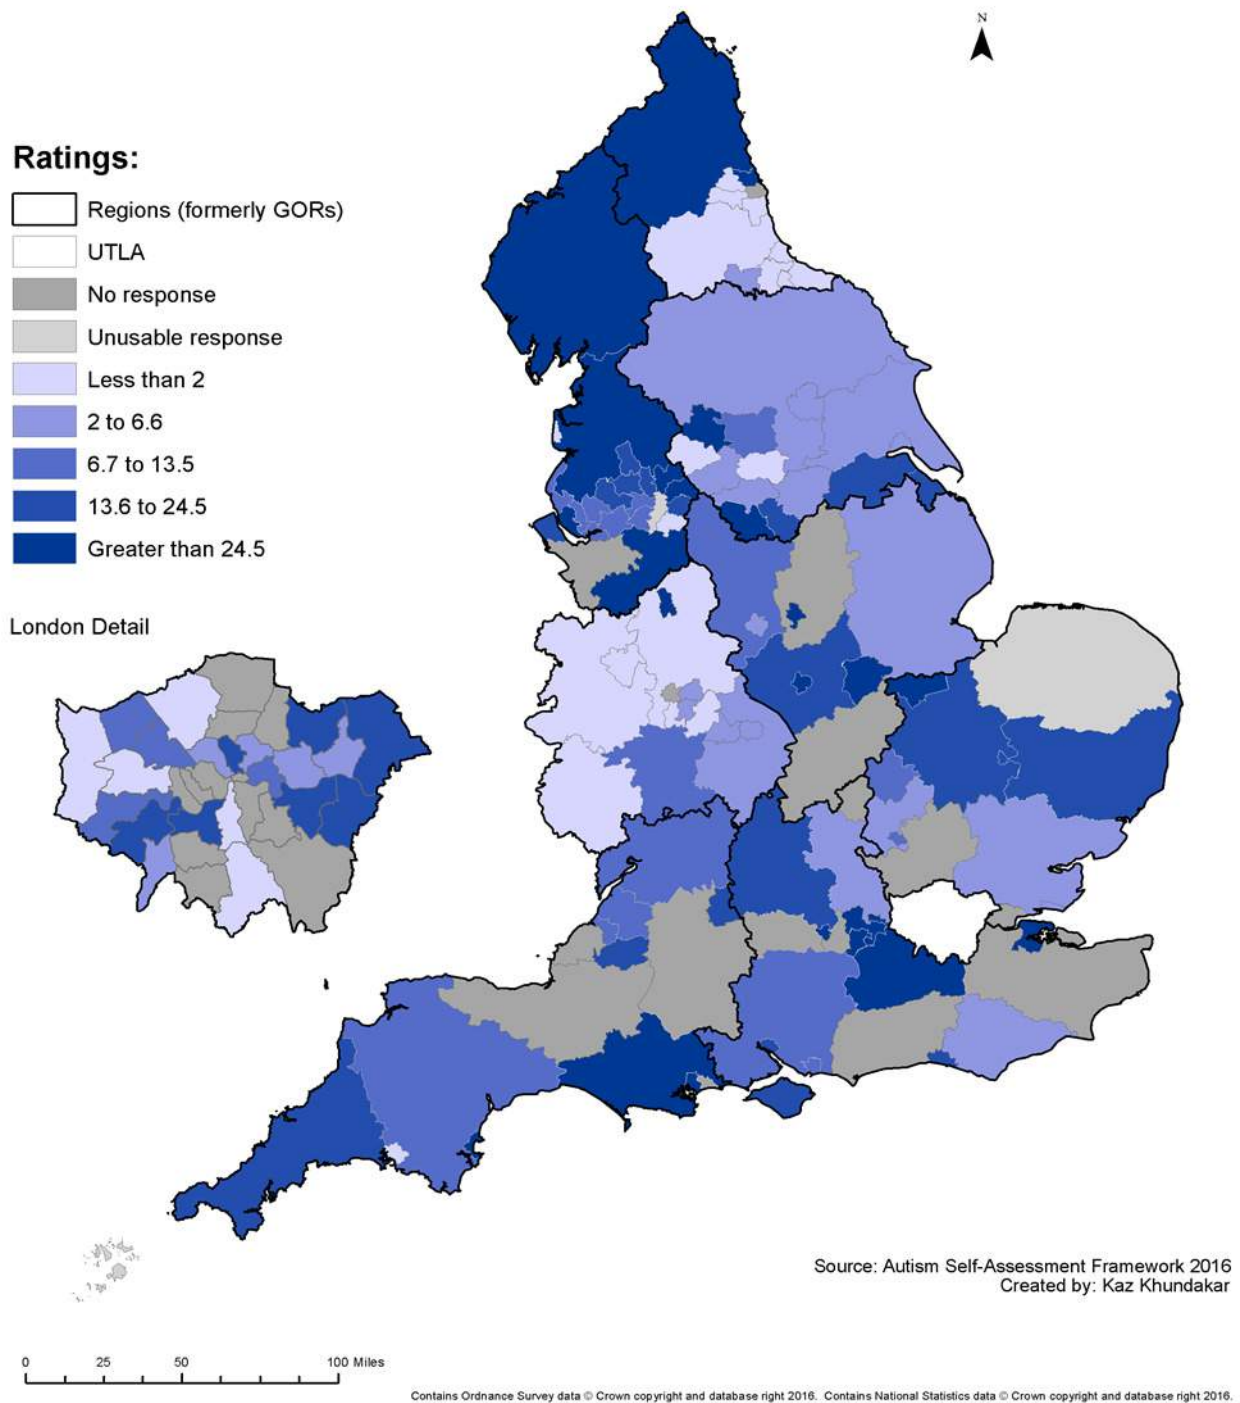 N
Ratings:
Regions (formerly GORs)
UTLA
No response
Unusable response
Less than 2
2 to 6.6
6.7 to 13.5
13.6 to 24.5
Greater than 24.5
London Detail
Source: Autism Self-Assessment Framework 2016
Created by: Kaz Khundakar
0 25 50 100 Miles
Contains Ordnance Survey data © Crown copyright and database right 2016. Contains National Statistics data © Crown copyright and database right 2016.